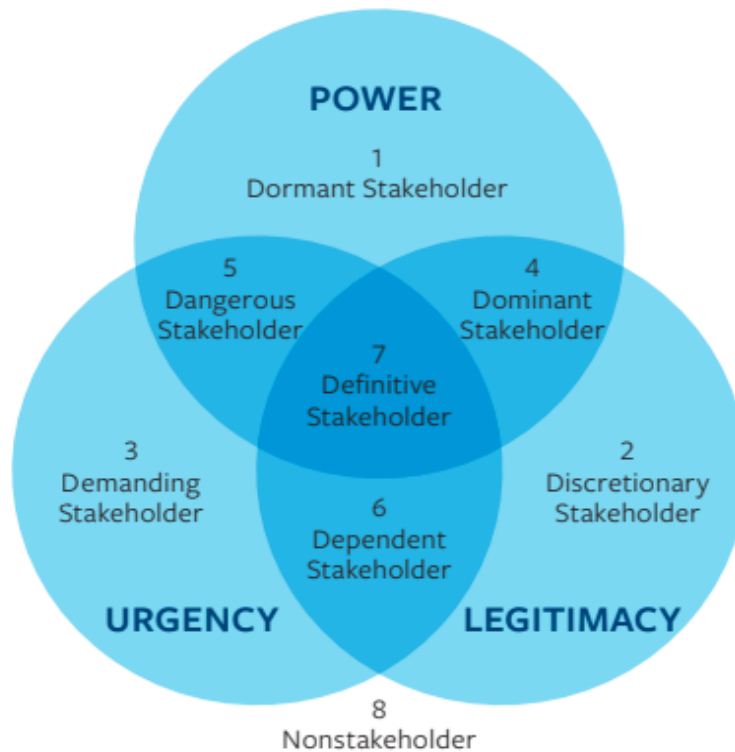 POWER
1
Dormant Stakeholder
5
Dangerous
Stakeholder
4
Dominant
Stakeholder
7
Definitive
Stakeholder
3
Demanding
Stakeholder
2
Discretionary
Stakeholder
6
Dependent
Stakeholder
URGENCY
LEGITIMACY
8
Nonstakeholder